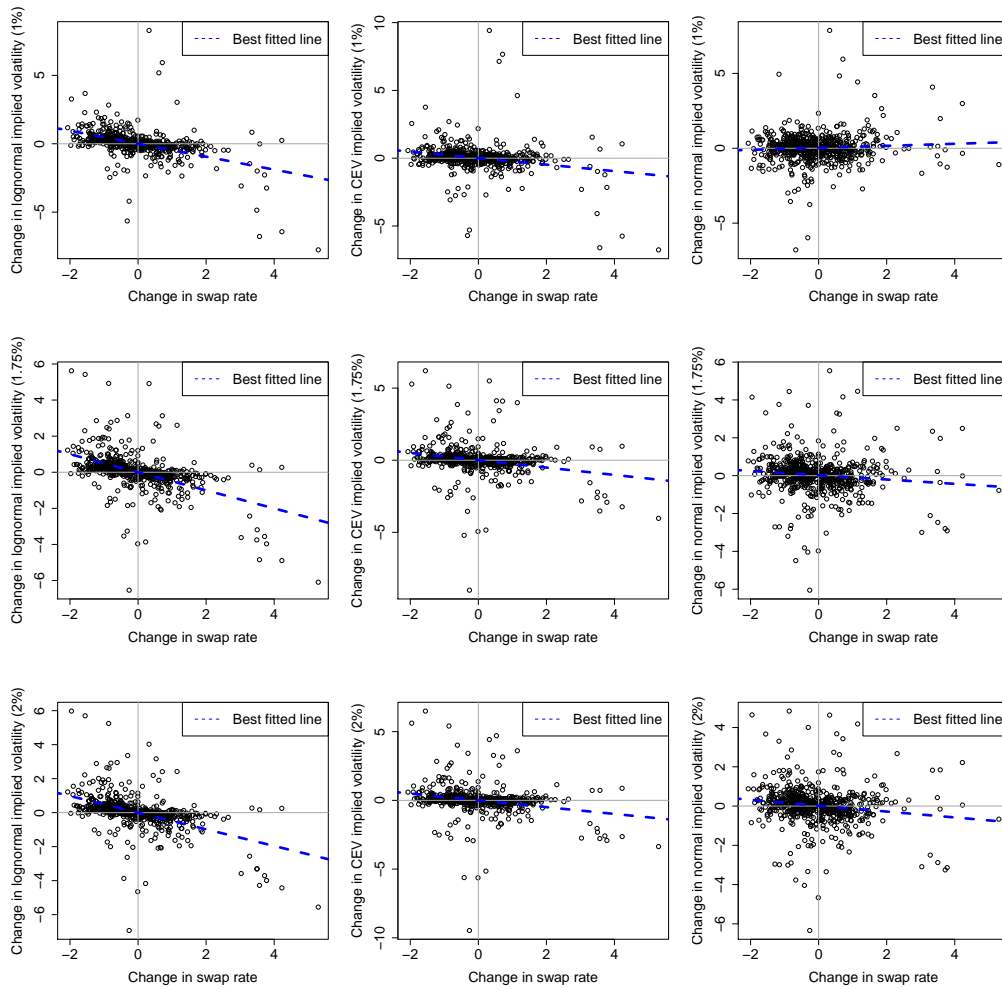 Change in lognormal implied volatility (1%)
5
0
−5
−2 0 2 4
Change in swap rate
Best fitted line
Change in CEV implied volatility (1%)
10
5
0
−5
−2 0 2 4
Change in swap rate
Best fitted line
Change in normal implied volatility (1%)
5
0
−5
−2 0 2 4
Change in swap rate
Best fitted line
Change in lognormal implied volatility (1.75%)
6
4
2
0
−2
−4
−6
−2 0 2 4
Change in swap rate
Best fitted line
Change in CEV implied volatility (1.75%)
5
0
−5
−2 0 2 4
Change in swap rate
Best fitted line
Change in normal implied volatility (1.75%)
6
4
2
0
−2
−4
−6
−2 0 2 4
Change in swap rate
Best fitted line
Change in lognormal implied volatility (2%)
6
4
2
0
−2
−4
−6
−2 0 2 4
Change in swap rate
Best fitted line
Change in CEV implied volatility (2%)
5
0
−5
−10
−2 0 2 4
Change in swap rate
Best fitted line
Change in normal implied volatility (2%)
4
2
0
−2
−4
−6
−2 0 2 4
Change in swap rate
Best fitted line